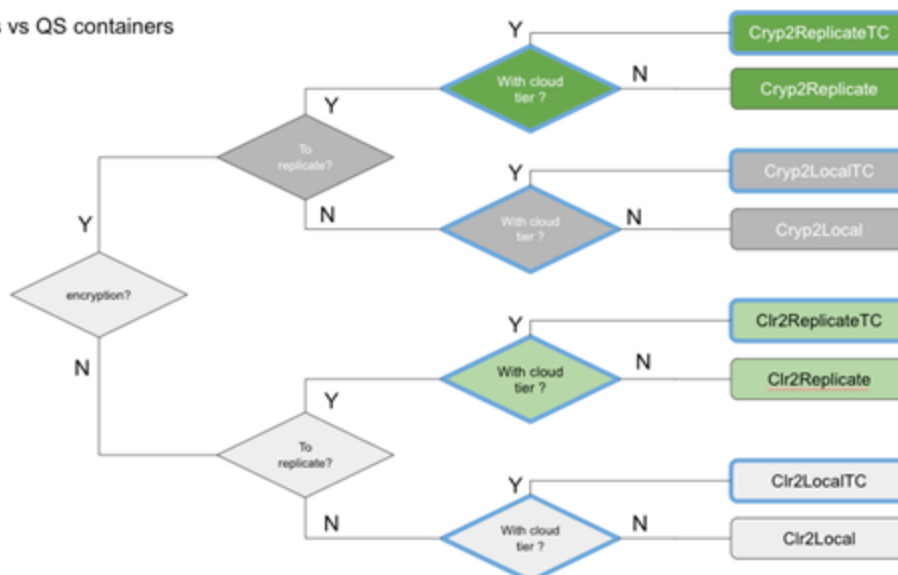 vs QS containers
Y
Cryp2ReplicateTC
With cloud
tier ?
N
Cryp2Replicate
Y
To
replicate?
N
Y
Cryp2LocalTC
With cloud
tier ?
N
Cryp2Local
Y
encryption?
N
Y
Clr2ReplicateTC
With cloud
tier ?
N
Clr2Replicate
Y
To
replicate?
N
Y
Clr2LocalTC
With cloud
tier ?
N
Clr2Local